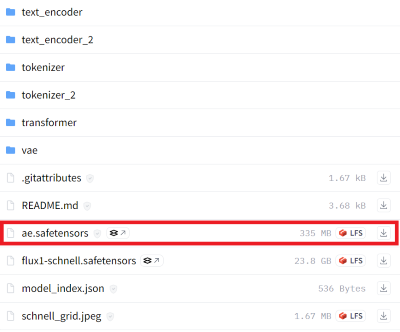 text_encoder
text_encoder_2
tokenizer
tokenizer_2
transformer
vae
.gitattributes 1.67 kB
README.md 3.68 kB
ae.safetensors 335 MB LFS
flux1-schnell.safetensors 23.8 GB LFS
model_index.json 536 Bytes
schnell_grid.jpeg 1.67 MB LFS